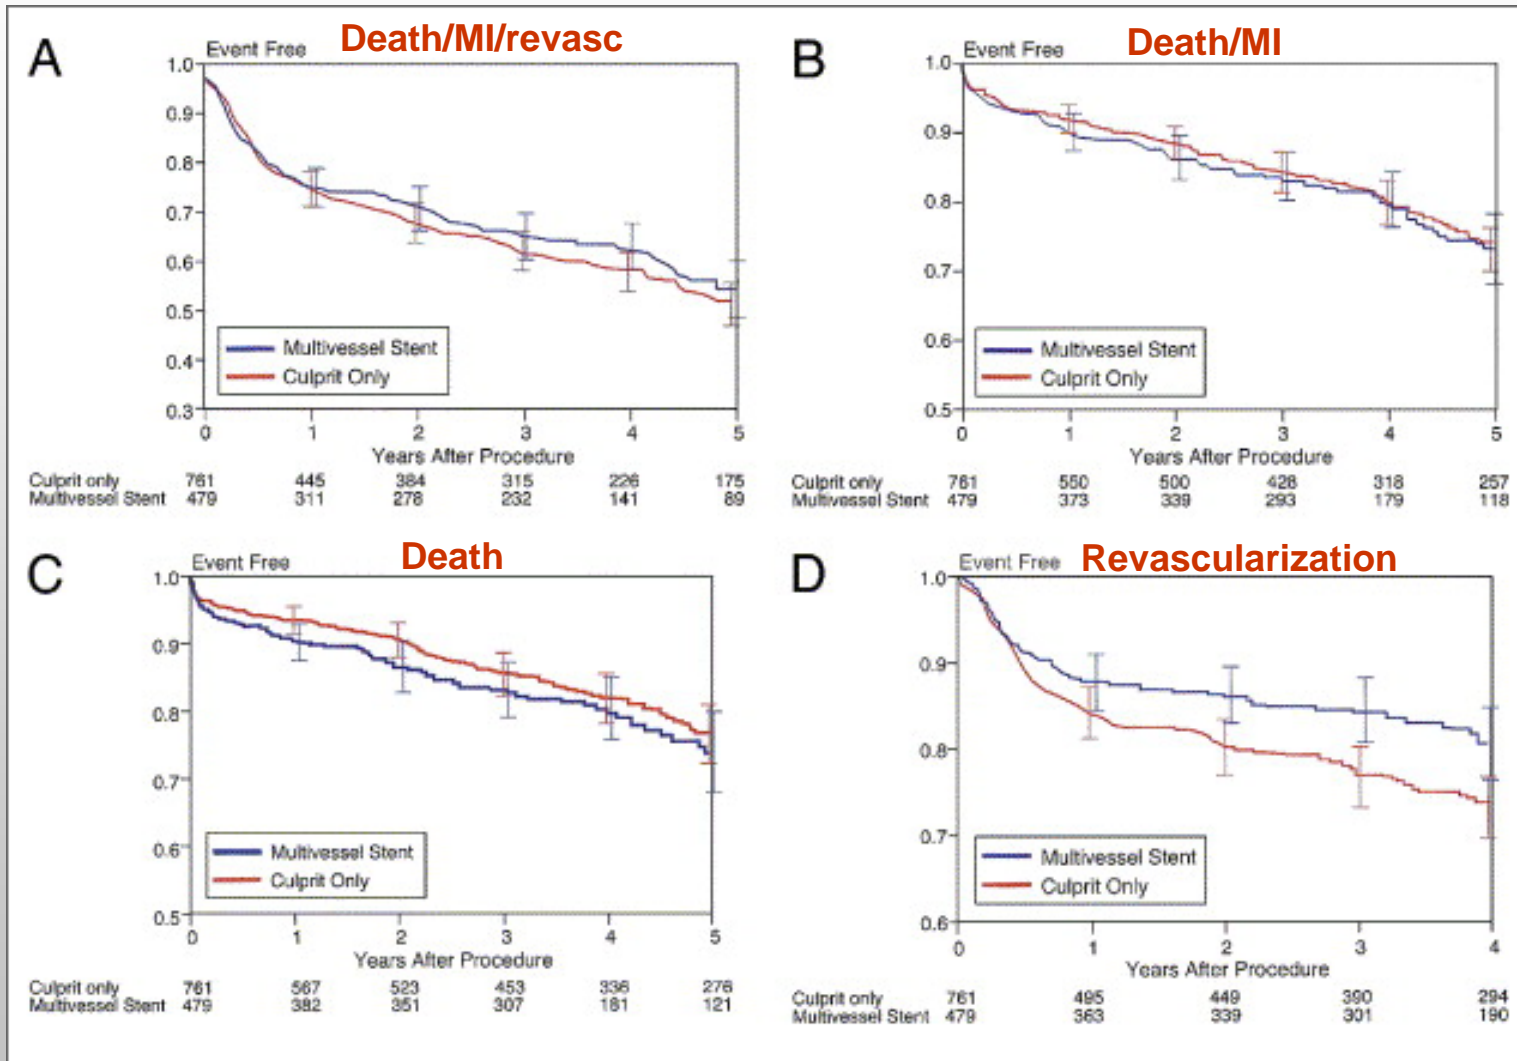 A
Death/MI/revasc
Event Free
1.0
0.9
0.8
0.7
0.6
0.5
0.4
0.3
Multivessel Stent
Culprit Only
0 1 2 3 4 5
Years After Procedure
Culprit only 761 445 384 315 226 175
Multivessel Stent 479 311 278 232 141 89
B
Death/MI
Event Free
1.0
0.9
0.8
0.7
0.6
0.5
Multivessel Stent
Culprit Only
0 1 2 3 4 5
Years After Procedure
Culprit only 761 550 500 428 318 257
Multivessel Stent 479 373 339 293 179 118
C
Death
Event Free
1.0
0.9
0.8
0.7
0.6
0.5
Multivessel Stent
Culprit Only
0 1 2 3 4 5
Years After Procedure
Culprit only 761 567 523 453 336 276
Multivessel Stent 479 382 351 307 181 121
D
Revascularization
Event Free
1.0
0.9
0.8
0.7
0.6
Multivessel Stent
Culprit Only
0 1 2 3 4
Years After Procedure
Culprit only 761 495 449 390 294
Multivessel Stent 479 363 339 301 190